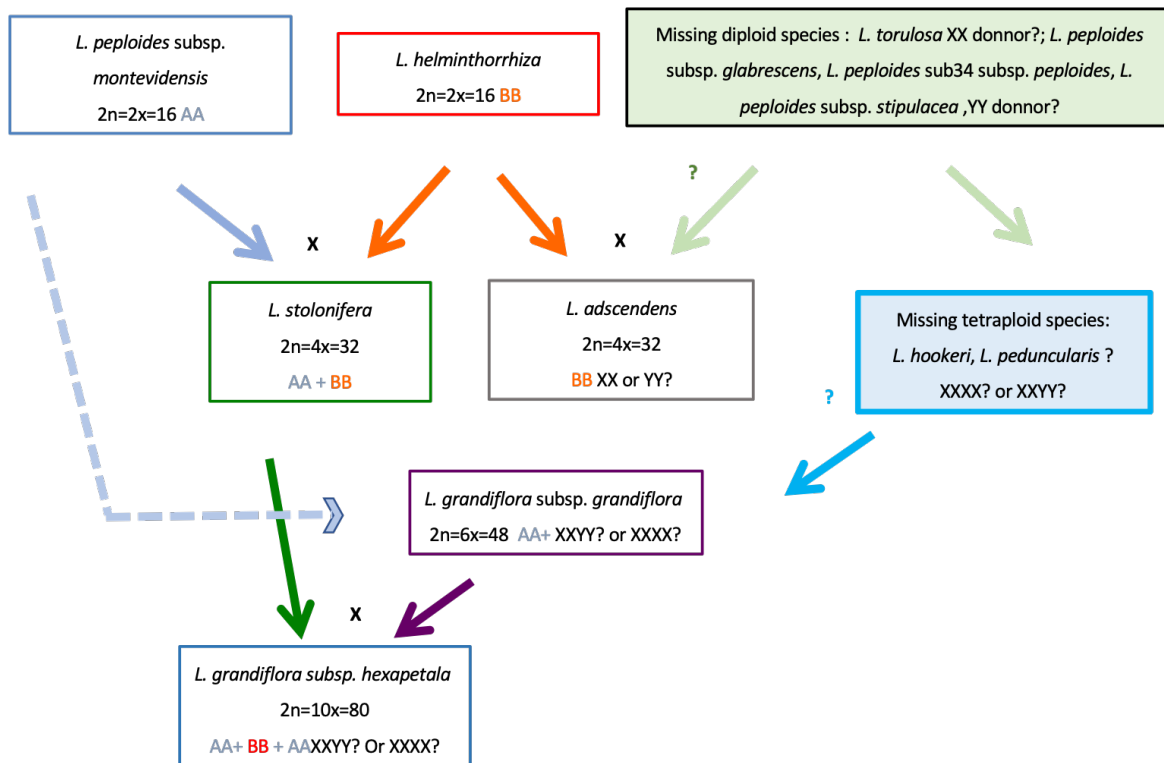 L. peploides subsp.
montevidensis
2n=2x=16 AA
L. helminthorrhiza
2n=2x=16 BB
Missing diploid species : L. torulosa XX donnor?; L. peploides
subsp. glabrescens, L. peploides sub34 subsp. peploides, L.
peploides subsp. stipulacea ,YY donnor?
?
X
X
L. stolonifera
2n=4x=32
AA + BB
L. adscendens
2n=4x=32
BB XX or YY?
Missing tetraploid species:
L. hookeri, L. peduncularis ?
XXXX? or XXYY?
?
L. grandiflora subsp. grandiflora
2n=6x=48 AA+ XXYY? or XXXX?
X
L. grandiflora subsp. hexapetala
2n=10x=80
AA+ BB + AAXXYY? Or XXXX?